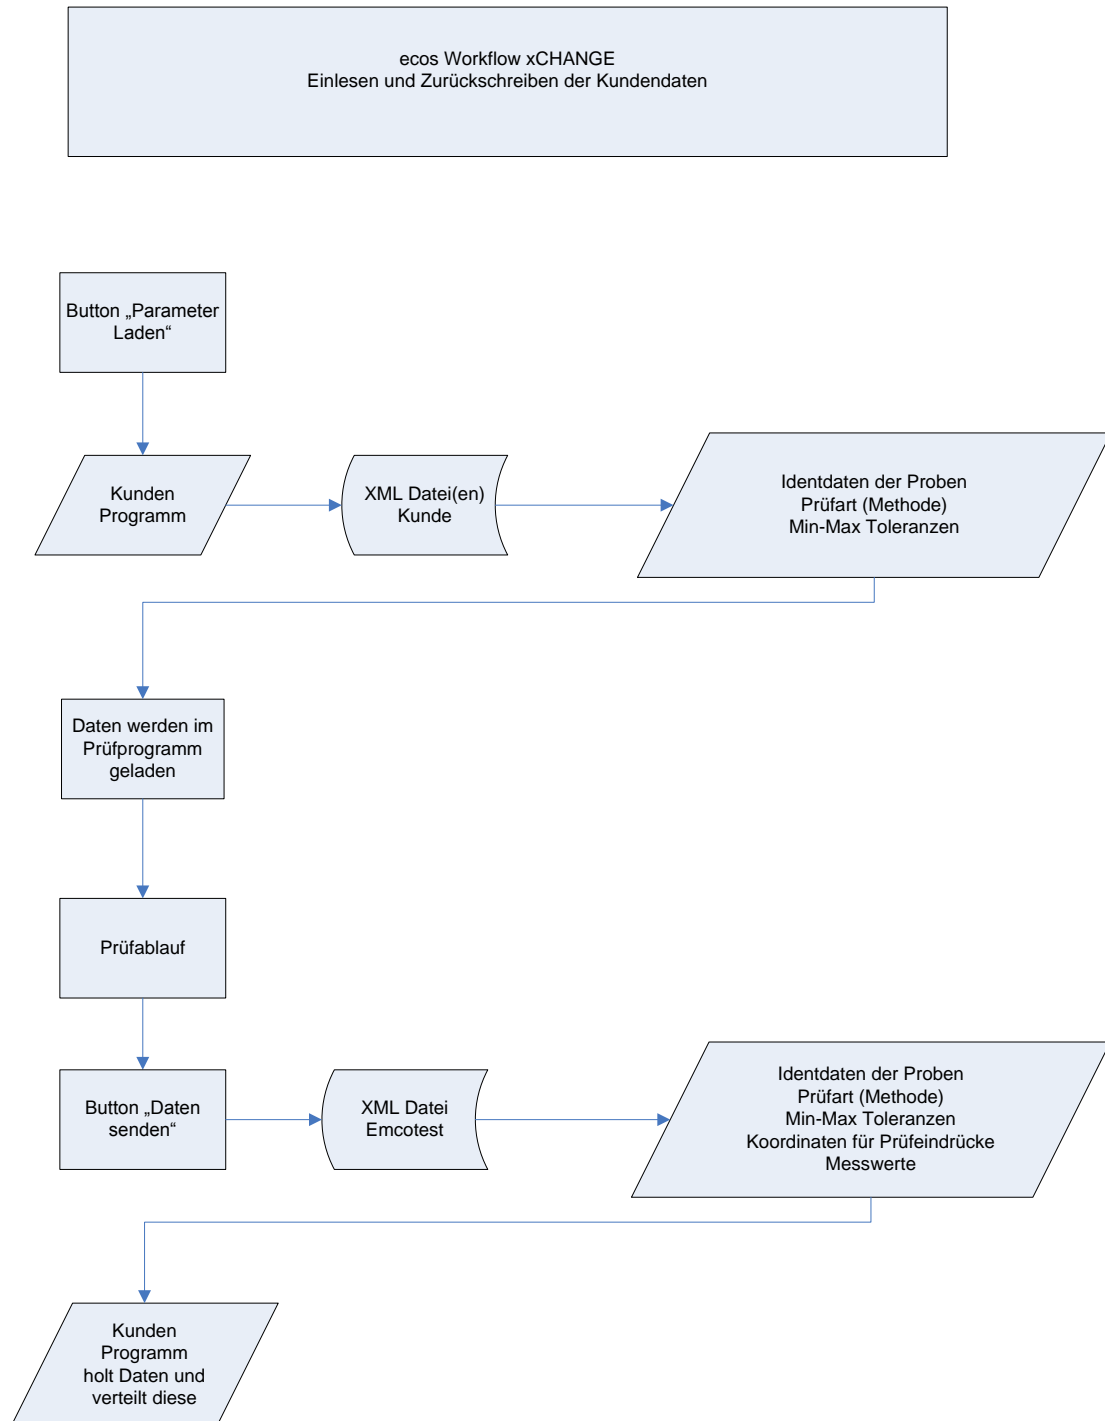 ecos Workflow xCHANGE
Einlesen und Zurückschreiben der Kundendaten
Button „Parameter
Laden“
Kunden
Programm
XML Datei(en)
Kunde
Identdaten der Proben
Prüfart (Methode)
Min-Max Toleranzen
Daten werden im
Prüfprogramm
geladen
Prüfablauf
Button „Daten
senden“
XML Datei
Emcotest
Identdaten der Proben
Prüfart (Methode)
Min-Max Toleranzen
Koordinaten für Prüfeindrücke
Messwerte
Kunden
Programm
holt Daten und
verteilt diese